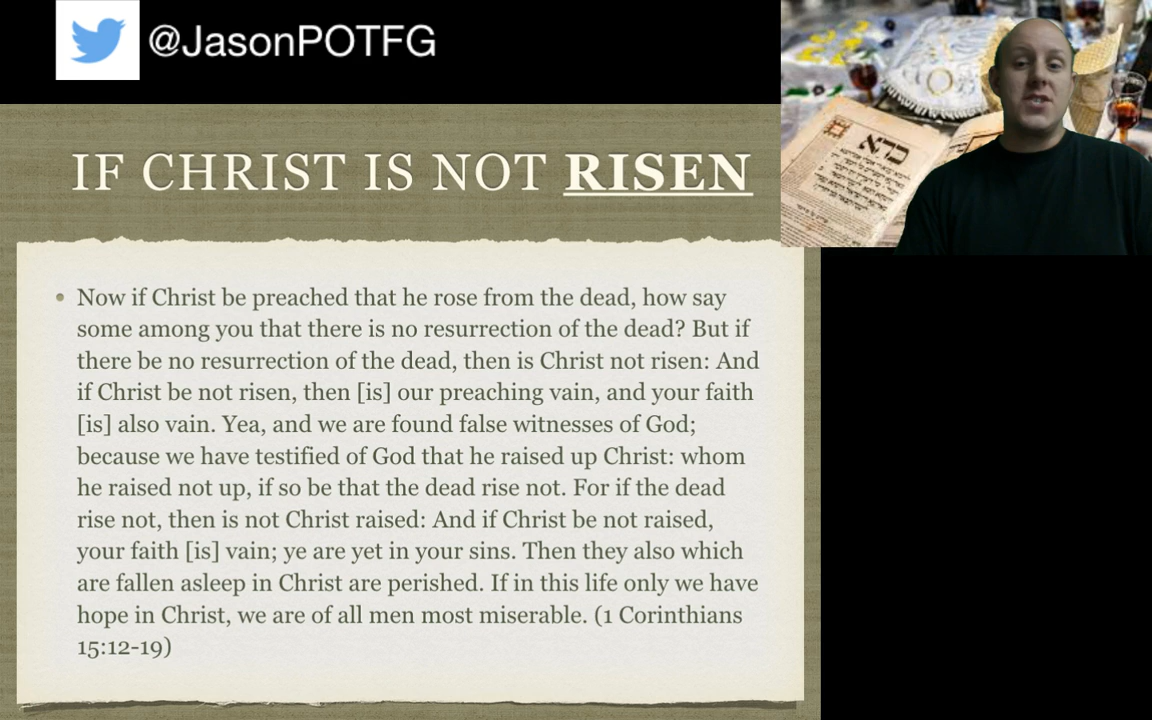 @JasonPOTFG
IF CHRIST IS NOT RISEN
כרא
• Now if Christ be preached that he rose from the dead, how say
some among you that there is no resurrection of the dead? But if
there be no resurrection of the dead, then is Christ not risen: And
if Christ be not risen, then [is] our preaching vain, and your faith
[is] also vain. Yea, and we are found false witnesses of God;
because we have testified of God that he raised up Christ: whom
he raised not up, if so be that the dead rise not. For if the dead
rise not, then is not Christ raised: And if Christ be not raised,
your faith [is] vain; ye are yet in your sins. Then they also which
are fallen asleep in Christ are perished. If in this life only we have
hope in Christ, we are of all men most miserable. (1 Corinthians
15:12-19)